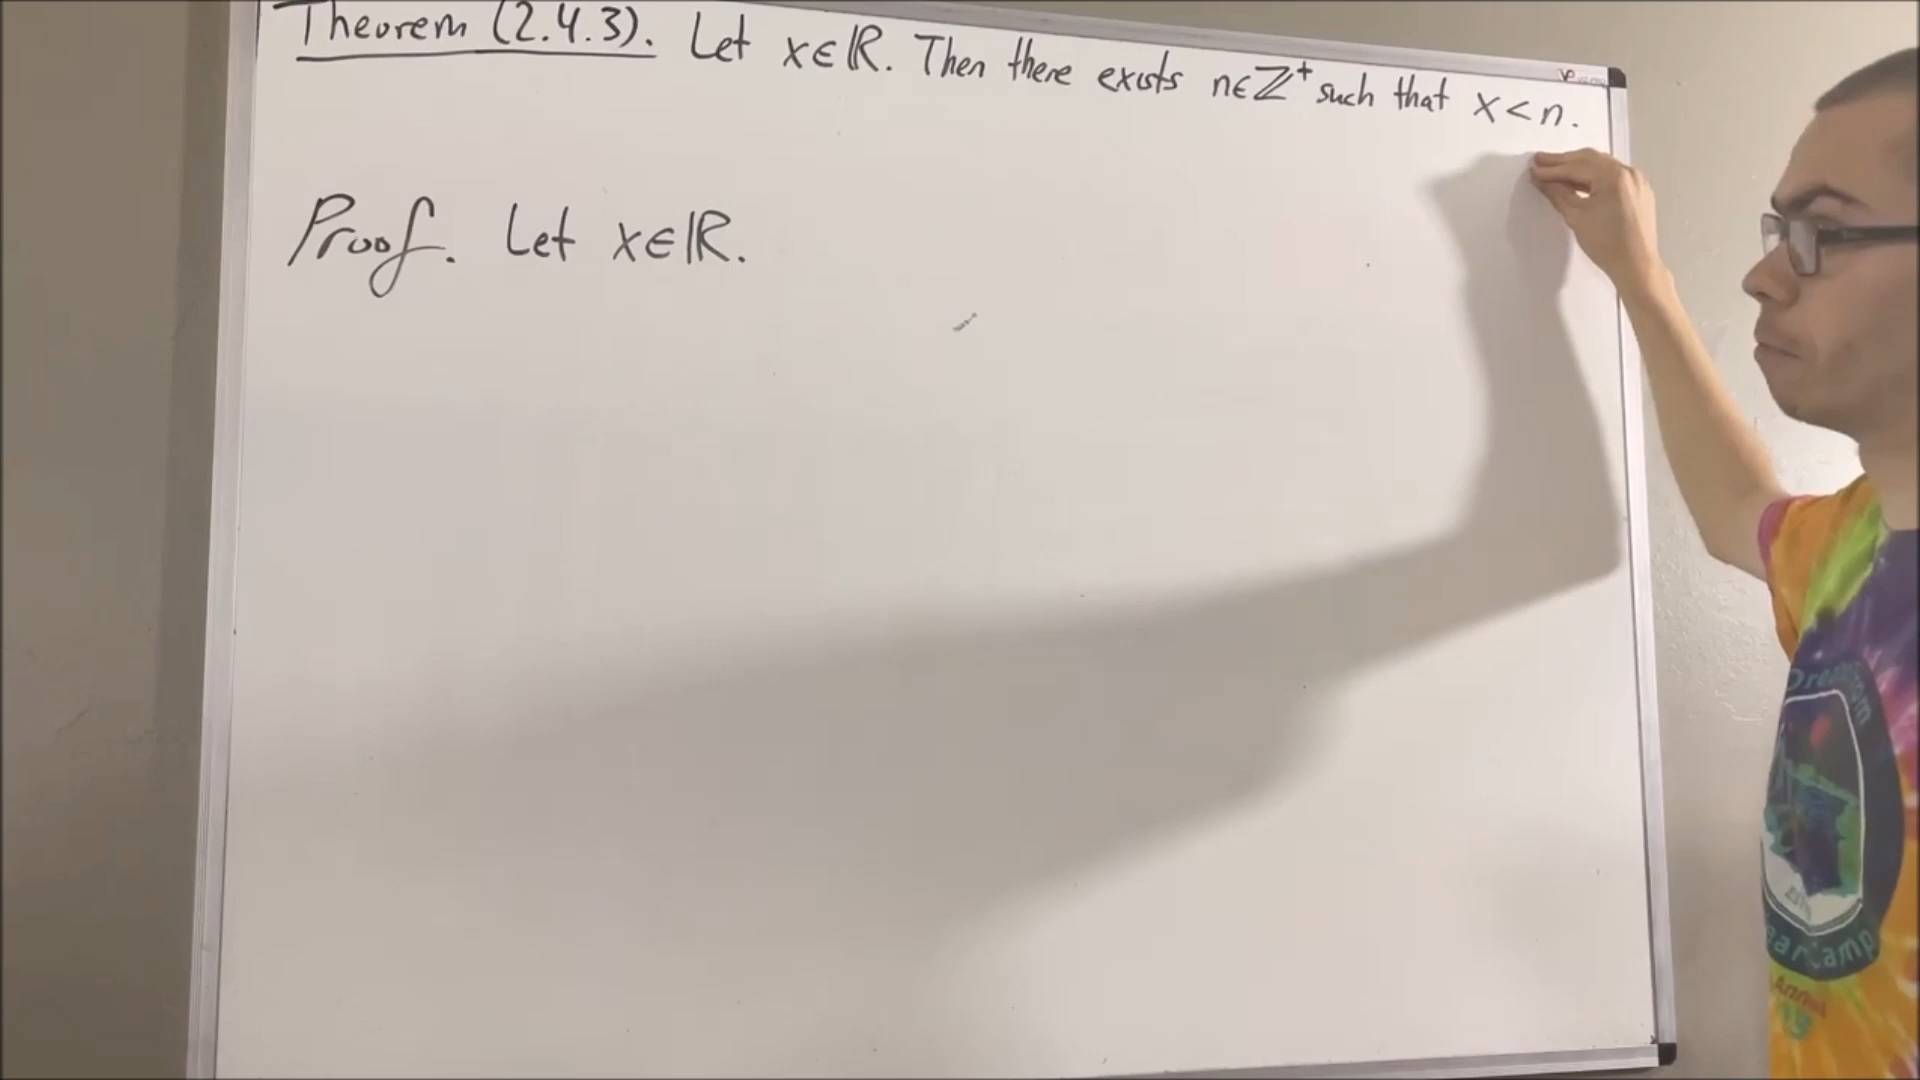 Theorem (2.4.3). Let x∈ℝ. Then there exists n∈ℤ⁺ such that x<n.
Proof. Let x∈ℝ.